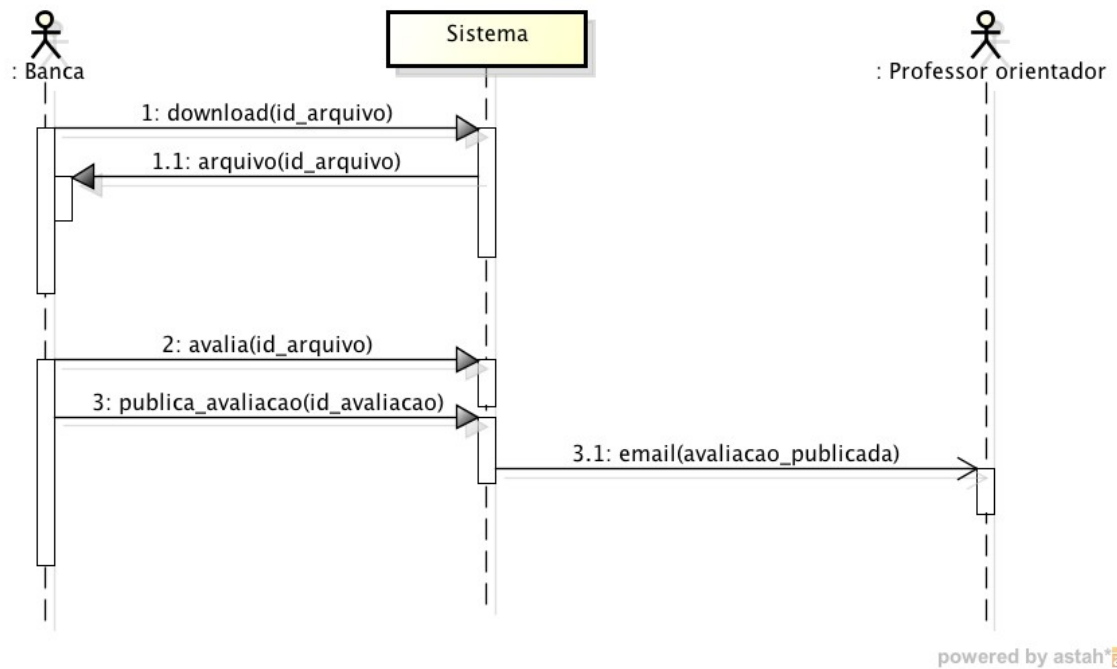 Sistema
: Banca
: Professor orientador
1: download(id_arquivo)
1.1: arquivo(id_arquivo)
2: avalia(id_arquivo)
3: publica_avaliacao(id_avaliacao)
3.1: email(avaliacao_publicada)
powered by astah*